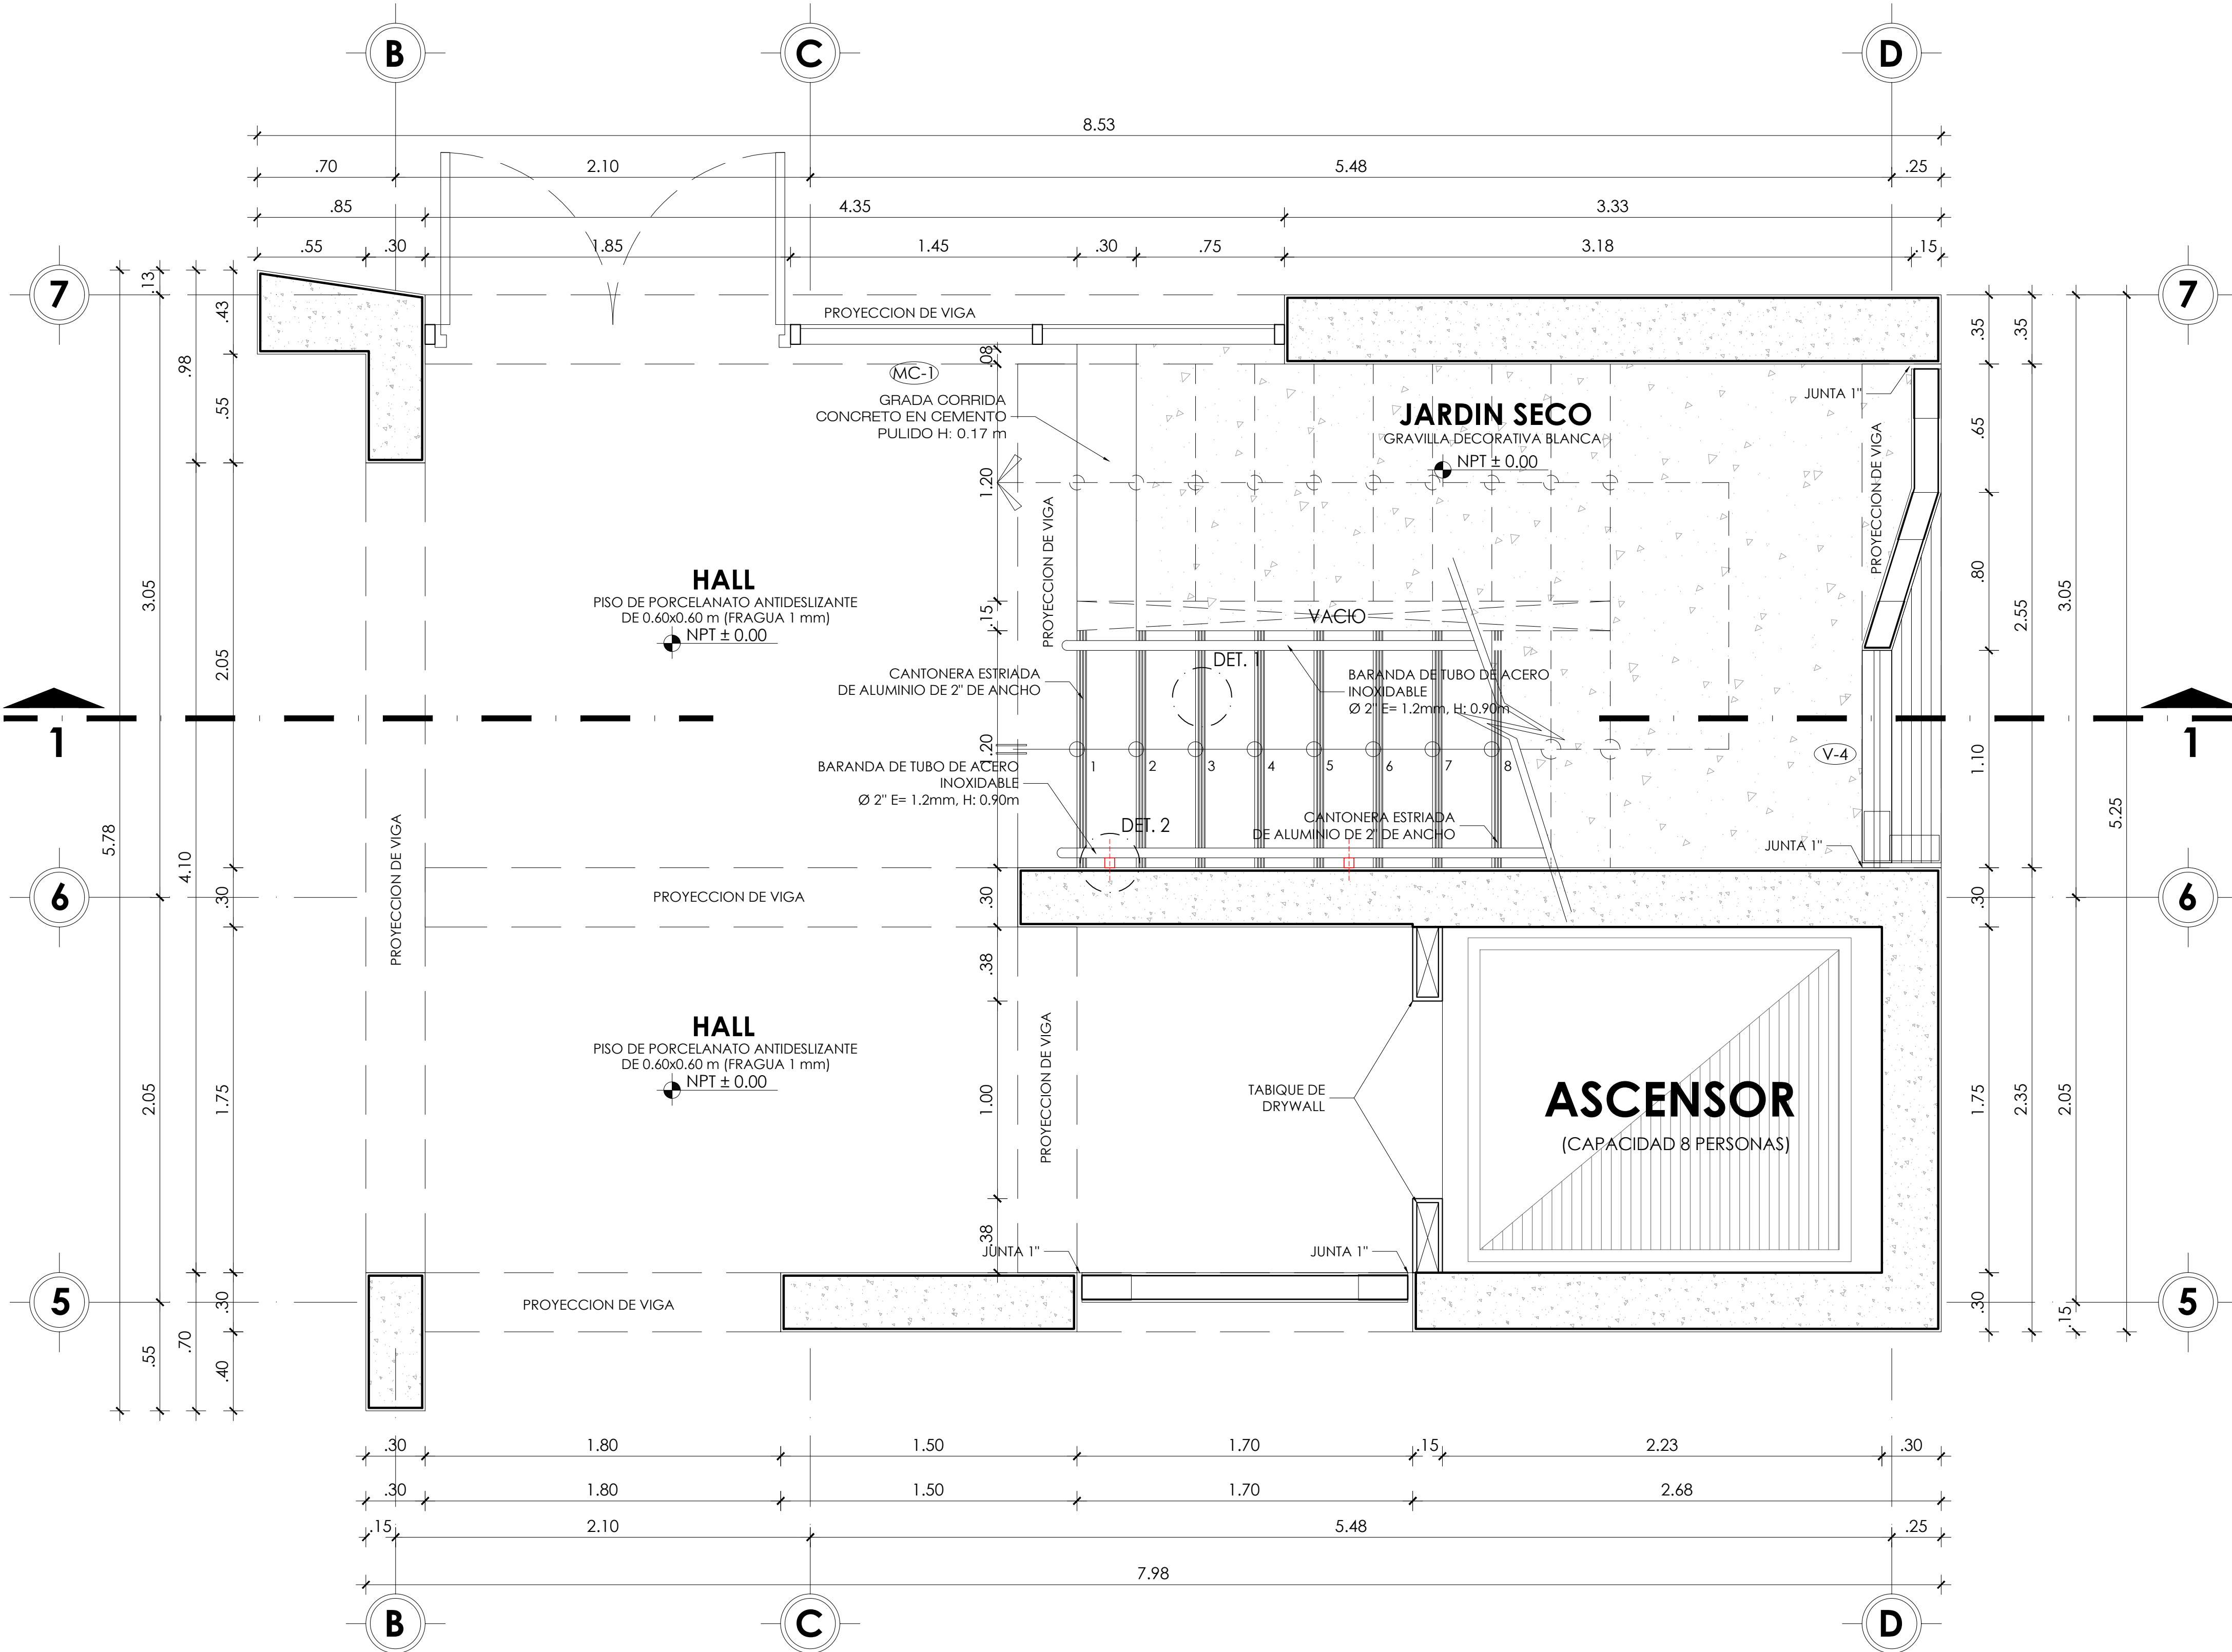 B
C
D
8.53
.70
2.10
5.48
.25
.85
4.35
3.33
.55
.30
1.85
1.45
.30
.75
3.18
.15
7
7
.13
.43
.98
.55
3.05
2.05
5.78
4.10
.30
2.05
1.75
.30
.70
.55
.40
PROYECCION DE VIGA
MC-1
GRADA CORRIDA
CONCRETO EN CEMENTO
PULIDO H: 0.17 m
.08
1.20
.15
1.20
.30
.38
1.00
.38
JARDIN SECO
GRAVILLA DECORATIVA BLANCA
NPT ± 0.00
JUNTA 1"
PROYECCION DE VIGA
PROYECCION DE VIGA
.35
.35
.65
.80
2.55
3.05
1.10
5.25
.30
1.75
2.35
2.05
.30
.15
HALL
PISO DE PORCELANATO ANTIDESLIZANTE
DE 0.60x0.60 m (FRAGUA 1 mm)
NPT ± 0.00
VACIO
CANTONERA ESTRIADA
DE ALUMINIO DE 2" DE ANCHO
DET. 1
BARANDA DE TUBO DE ACERO
INOXIDABLE
Ø 2" E= 1.2mm, H: 0.90m
1
1
V-4
1
2
3
4
5
6
7
8
BARANDA DE TUBO DE ACERO
INOXIDABLE
Ø 2" E= 1.2mm, H: 0.90m
DET. 2
CANTONERA ESTRIADA
DE ALUMINIO DE 2" DE ANCHO
JUNTA 1"
6
6
PROYECCION DE VIGA
PROYECCION DE VIGA
HALL
PISO DE PORCELANATO ANTIDESLIZANTE
DE 0.60x0.60 m (FRAGUA 1 mm)
NPT ± 0.00
PROYECCION DE VIGA
TABIQUE DE
DRYWALL
ASCENSOR
(CAPACIDAD 8 PERSONAS)
JUNTA 1"
JUNTA 1"
5
5
PROYECCION DE VIGA
.30
1.80
1.50
1.70
.15
2.23
.30
.30
1.80
1.50
1.70
2.68
.15
2.10
5.48
.25
7.98
B
C
D